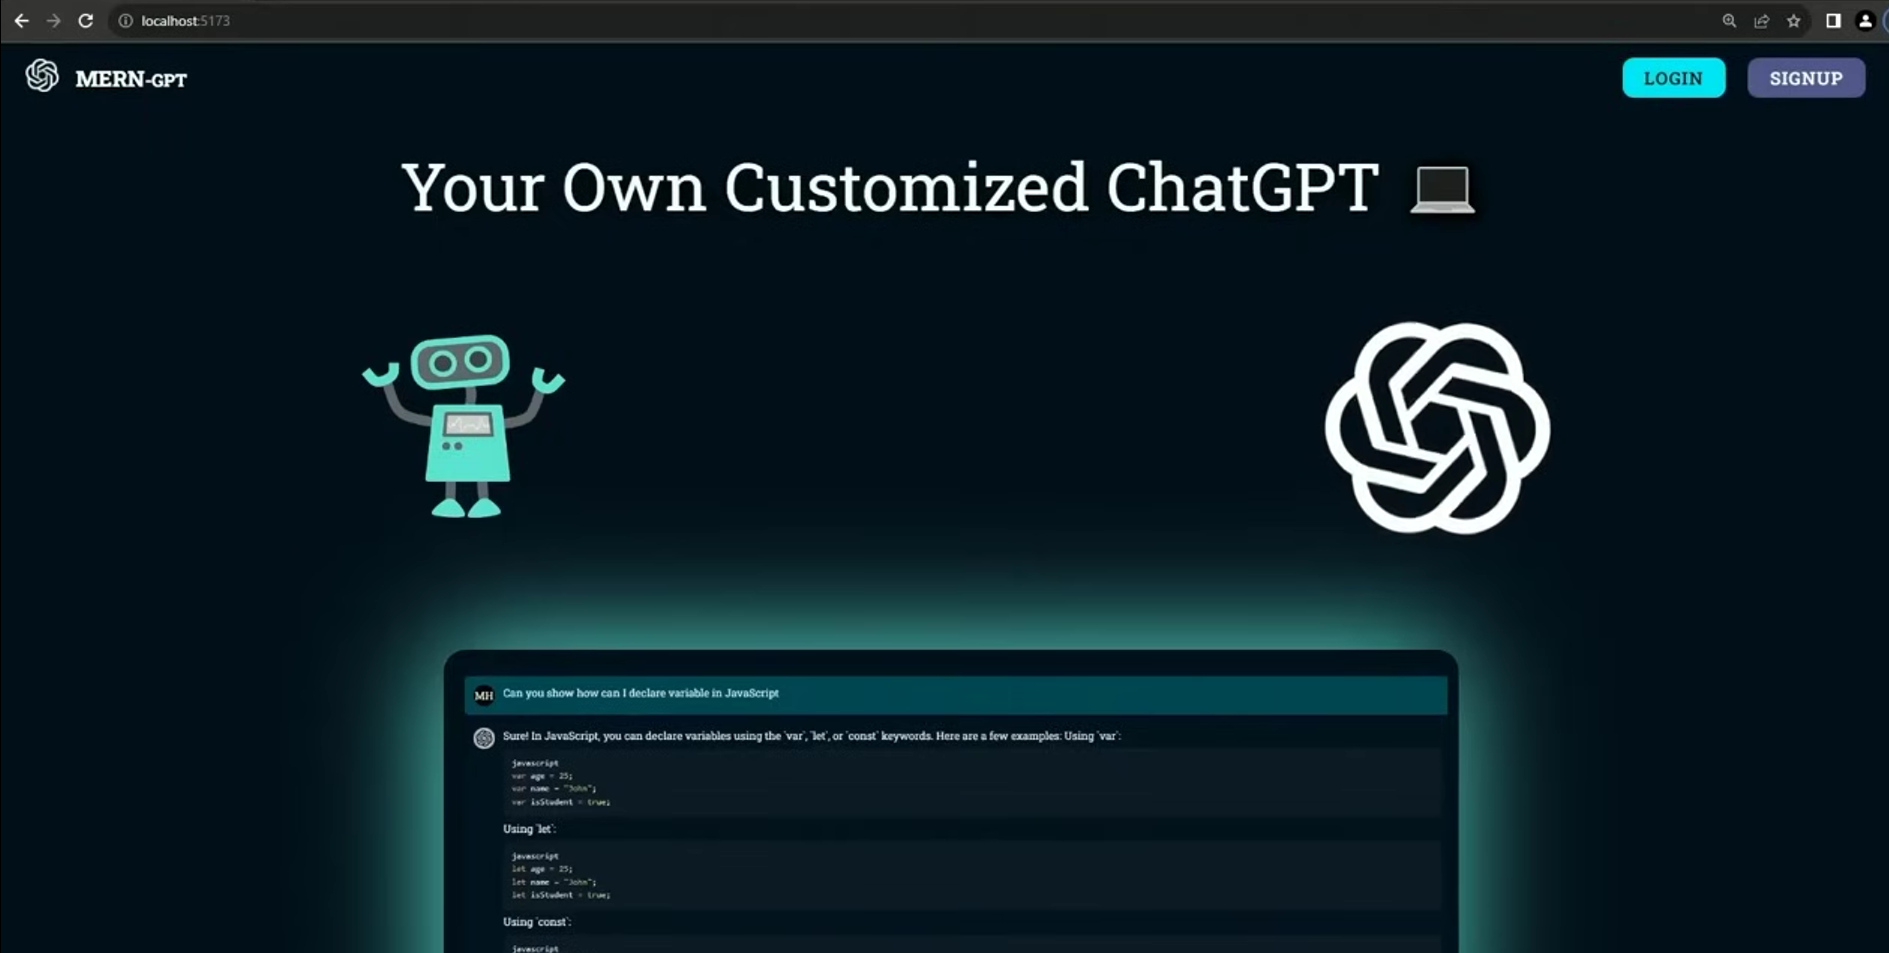 localhost:5173
MERN-GPT
LOGIN
SIGNUP
Your Own Customized ChatGPT
MH
Can you show how can I declare variable in JavaScript
Sure! In JavaScript, you can declare variables using the `var`, `let`, or `const` keywords. Here are a few examples: Using `var`:
javascript
var age = 25;
var name = "John";
var isStudent = true;
Using `let`:
javascript
let age = 25;
let name = "John";
let isStudent = true;
Using `const`:
javascript